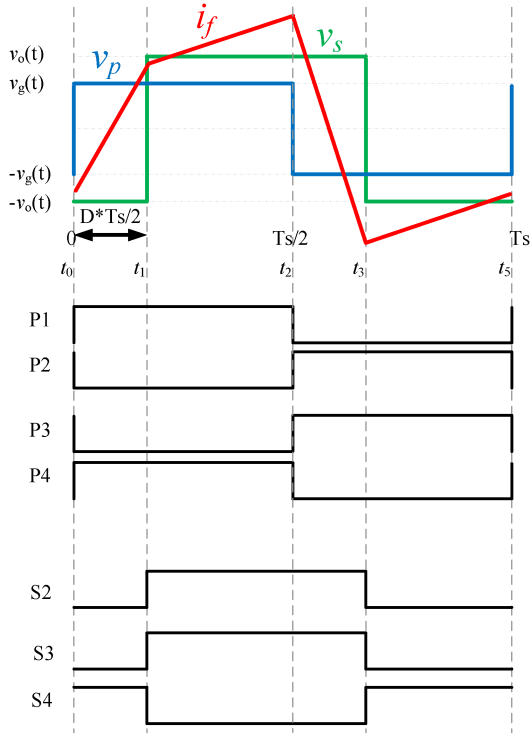 i_f
v_o(t)
v_p
v_s
v_g(t)
-v_g(t)
-v_o(t)
D*Ts/2
0
Ts/2
Ts
t_0
t_1
t_2
t_3
t_5
P1
P2
P3
P4
S2
S3
S4